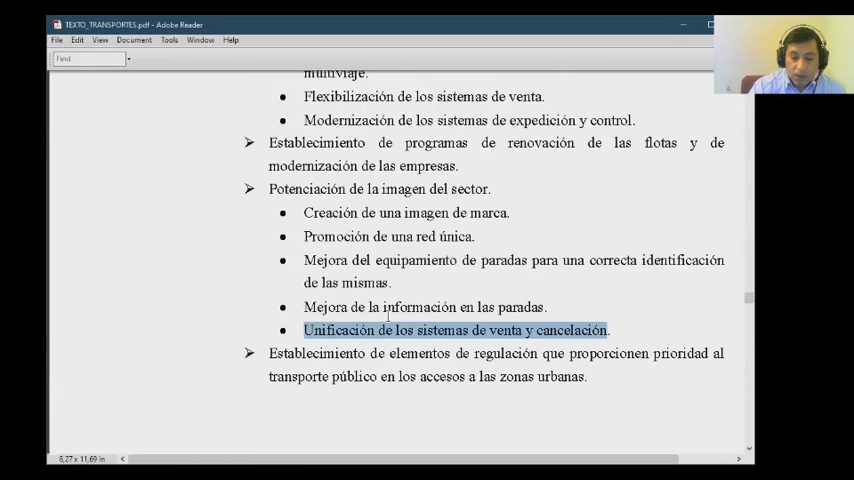 TEXTO_TRANSPORTES.pdf - Adobe Reader
File Edit View Document Tools Window Help
Find
multiviaje.
• Flexibilización de los sistemas de venta.
• Modernización de los sistemas de expedición y control.
➢ Establecimiento de programas de renovación de las flotas y de
modernización de las empresas.
➢ Potenciación de la imagen del sector.
• Creación de una imagen de marca.
• Promoción de una red única.
• Mejora del equipamiento de paradas para una correcta identificación
de las mismas.
• Mejora de la información en las paradas.
• Unificación de los sistemas de venta y cancelación.
➢ Establecimiento de elementos de regulación que proporcionen prioridad al
transporte público en los accesos a las zonas urbanas.
8,27 x 11,69 in